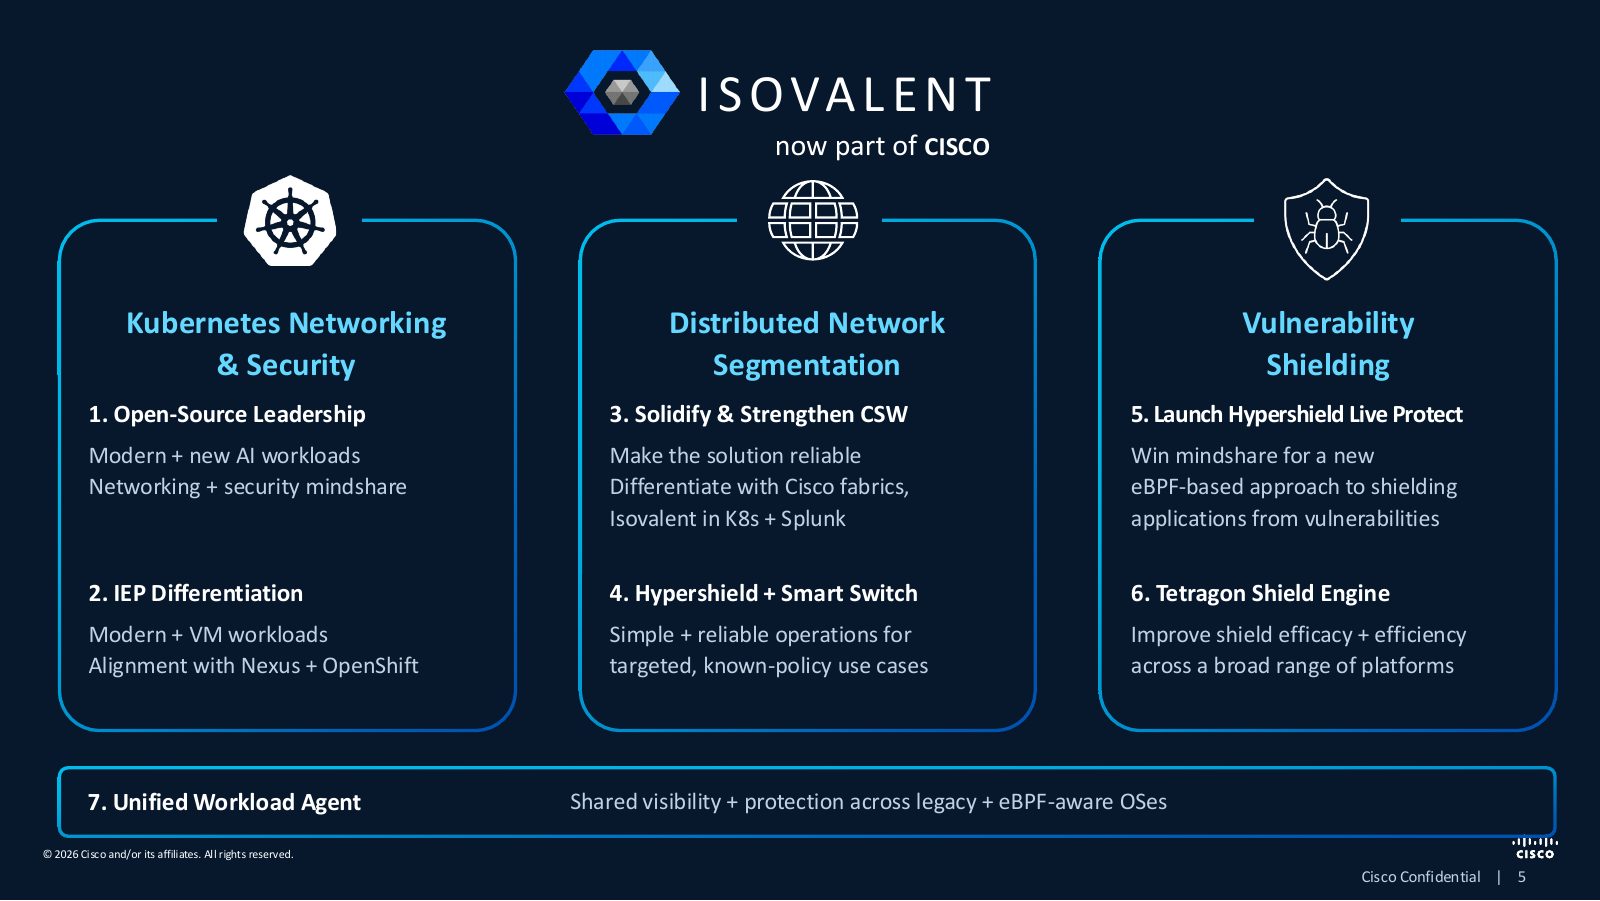 ISOVALENT
now part of CISCO
Kubernetes Networking
& Security
1. Open-Source Leadership
Modern + new AI workloads
Networking + security mindshare
2. IEP Differentiation
Modern + VM workloads
Alignment with Nexus + OpenShift
Distributed Network
Segmentation
3. Solidify & Strengthen CSW
Make the solution reliable
Differentiate with Cisco fabrics,
Isovalent in K8s + Splunk
4. Hypershield + Smart Switch
Simple + reliable operations for
targeted, known-policy use cases
Vulnerability
Shielding
5. Launch Hypershield Live Protect
Win mindshare for a new
eBPF-based approach to shielding
applications from vulnerabilities
6. Tetragon Shield Engine
Improve shield efficacy + efficiency
across a broad range of platforms
7. Unified Workload Agent
Shared visibility + protection across legacy + eBPF-aware OSes
© 2026 Cisco and/or its affiliates. All rights reserved.
CISCO
Cisco Confidential | 5